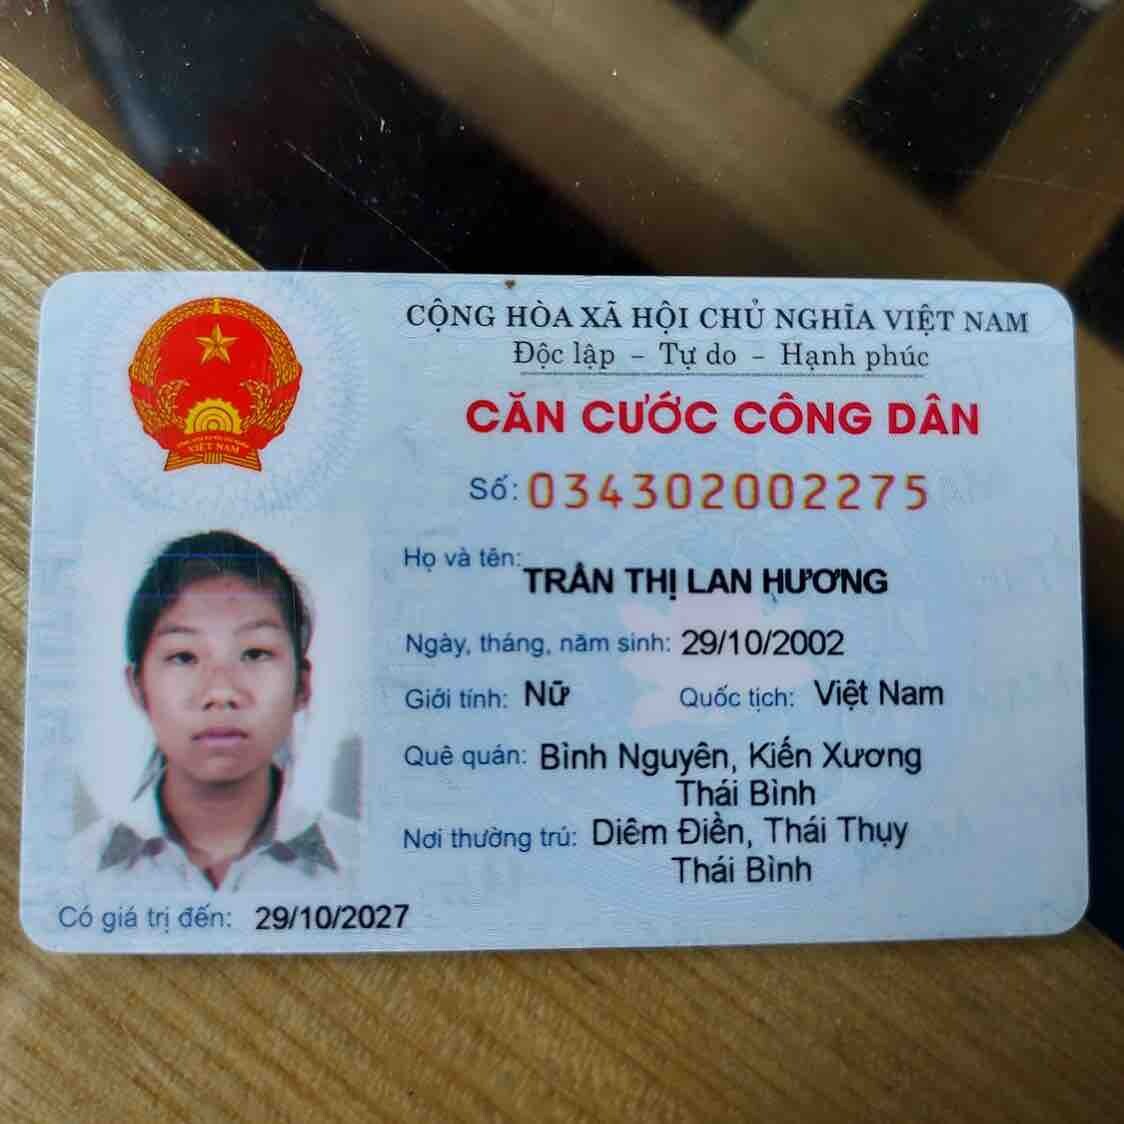 CỘNG HÒA XÃ HỘI CHỦ NGHĨA VIỆT NAM
Độc lập - Tự do - Hạnh phúc
CĂN CƯỚC CÔNG DÂN
Số: 034302002275
Họ và tên: TRẦN THỊ LAN HƯƠNG
Ngày, tháng, năm sinh: 29/10/2002
Giới tính: Nữ Quốc tịch: Việt Nam
Quê quán: Bình Nguyên, Kiến Xương
Thái Bình
Nơi thường trú: Diêm Điền, Thái Thụy
Thái Bình
Có giá trị đến: 29/10/2027
VIỆT NAM